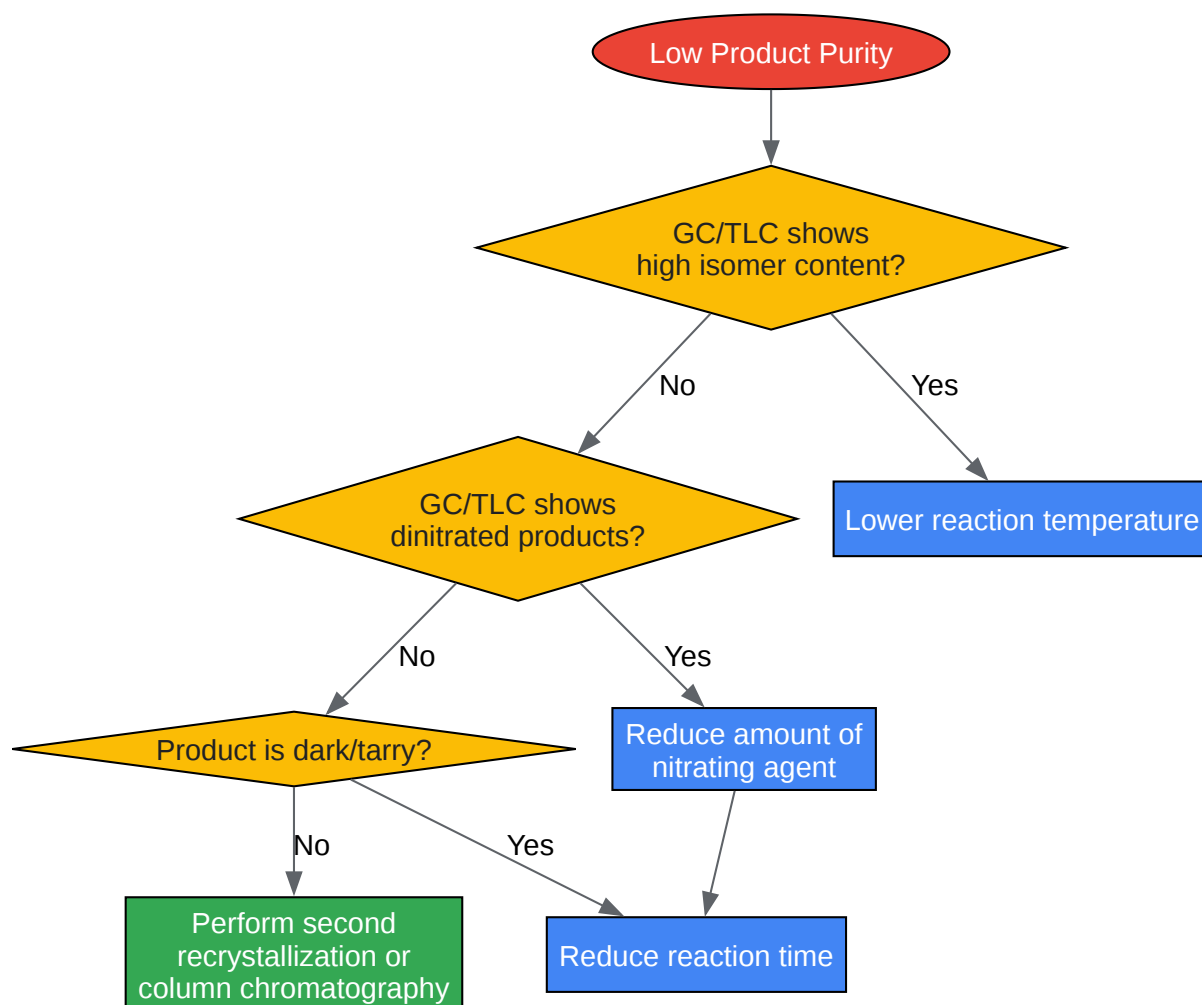 Low Product Purity
GC/TLC shows
high isomer content?
No
Yes
GC/TLC shows
dinitrated products?
Lower reaction temperature
No
Yes
Product is dark/tarry?
Reduce amount of
nitrating agent
No
Yes
Perform second
recrystallization or
column chromatography
Reduce reaction time